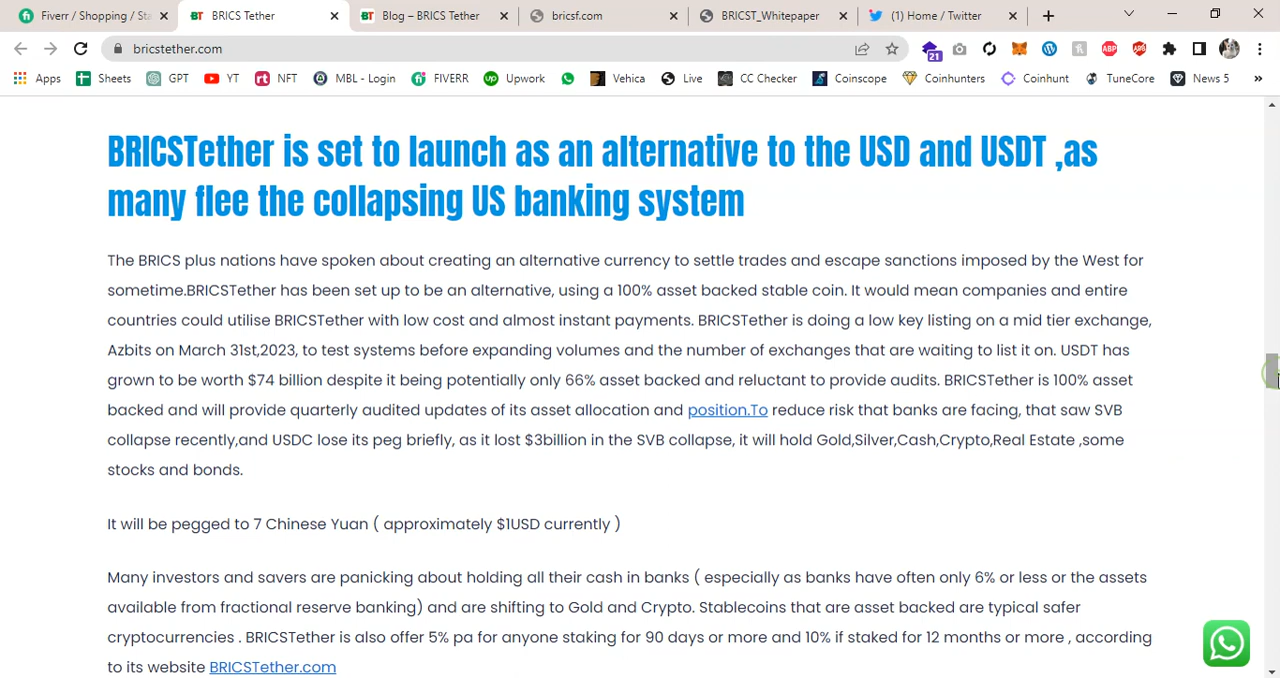 Fiverr / Shopping / Sta
BRICS Tether
Blog – BRICS Tether
bricsf.com
BRICST_Whitepaper
(1) Home / Twitter
bricstether.com
21
ABP
Apps
Sheets
GPT
YT
NFT
MBL - Login
FIVERR
Upwork
Vehica
Live
CC Checker
Coinscope
Coinhunters
Coinhunt
TuneCore
News 5
BRICSTether is set to launch as an alternative to the USD and USDT ,as
many flee the collapsing US banking system
The BRICS plus nations have spoken about creating an alternative currency to settle trades and escape sanctions imposed by the West for
sometime.BRICSTether has been set up to be an alternative, using a 100% asset backed stable coin. It would mean companies and entire
countries could utilise BRICSTether with low cost and almost instant payments. BRICSTether is doing a low key listing on a mid tier exchange,
Azbits on March 31st,2023, to test systems before expanding volumes and the number of exchanges that are waiting to list it on. USDT has
grown to be worth $74 billion despite it being potentially only 66% asset backed and reluctant to provide audits. BRICSTether is 100% asset
backed and will provide quarterly audited updates of its asset allocation and position.To reduce risk that banks are facing, that saw SVB
collapse recently,and USDC lose its peg briefly, as it lost $3billion in the SVB collapse, it will hold Gold,Silver,Cash,Crypto,Real Estate ,some
stocks and bonds.
It will be pegged to 7 Chinese Yuan ( approximately $1USD currently )
Many investors and savers are panicking about holding all their cash in banks ( especially as banks have often only 6% or less or the assets
available from fractional reserve banking) and are shifting to Gold and Crypto. Stablecoins that are asset backed are typical safer
cryptocurrencies . BRICSTether is also offer 5% pa for anyone staking for 90 days or more and 10% if staked for 12 months or more , according
to its website BRICSTether.com